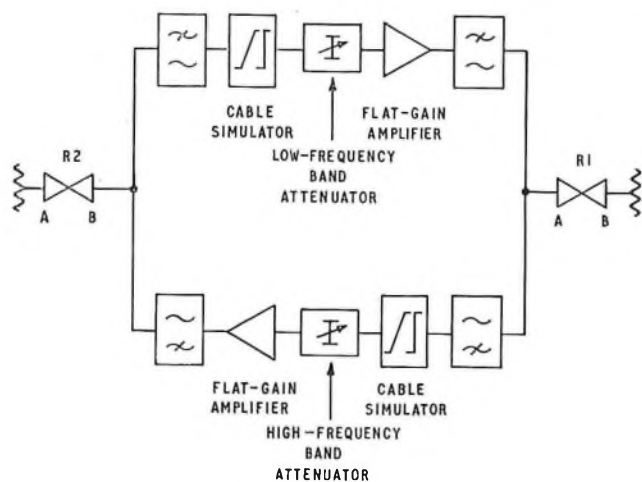 CABLE
SIMULATOR
FLAT-GAIN
AMPLIFIER
LOW-FREQUENCY
BAND
ATTENUATOR
R2
A B
R1
A B
FLAT-GAIN
AMPLIFIER
CABLE
SIMULATOR
HIGH-FREQUENCY
BAND
ATTENUATOR